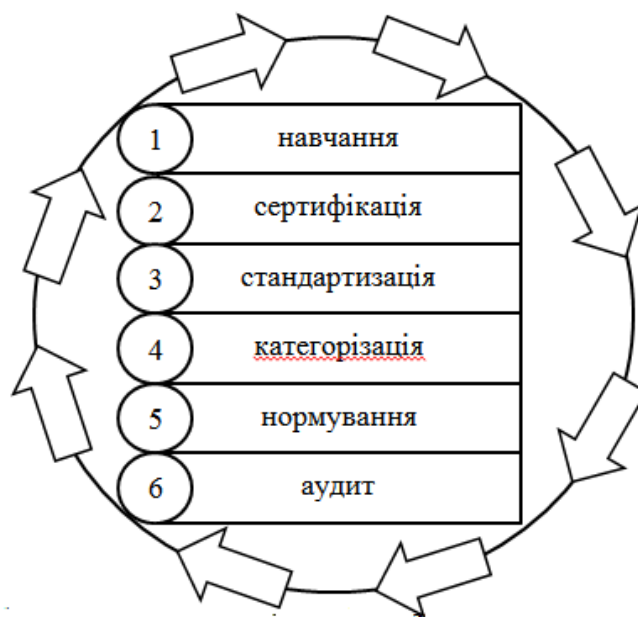 1 навчання
2 сертифікація
3 стандартизація
4 категорізація
5 нормування
6 аудит